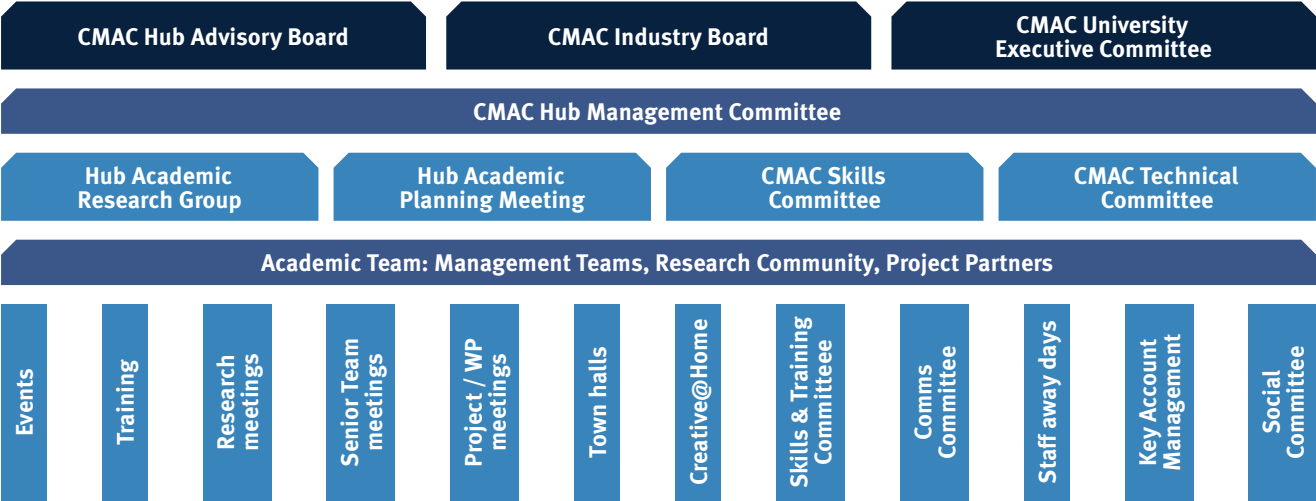 CMAC Hub Advisory Board
CMAC Industry Board
CMAC University
Executive Committee
CMAC Hub Management Committee
Hub Academic
Research Group
Hub Academic
Planning Meeting
CMAC Skills
Committee
CMAC Technical
Committee
Academic Team: Management Teams, Research Community, Project Partners
Events
Training
Research
meetings
Senior Team
meetings
Project / WP
meetings
Town halls
Creative@Home
Skills & Training
Committee
Comms
Committee
Staff away days
Key Account
Management
Social
Committee